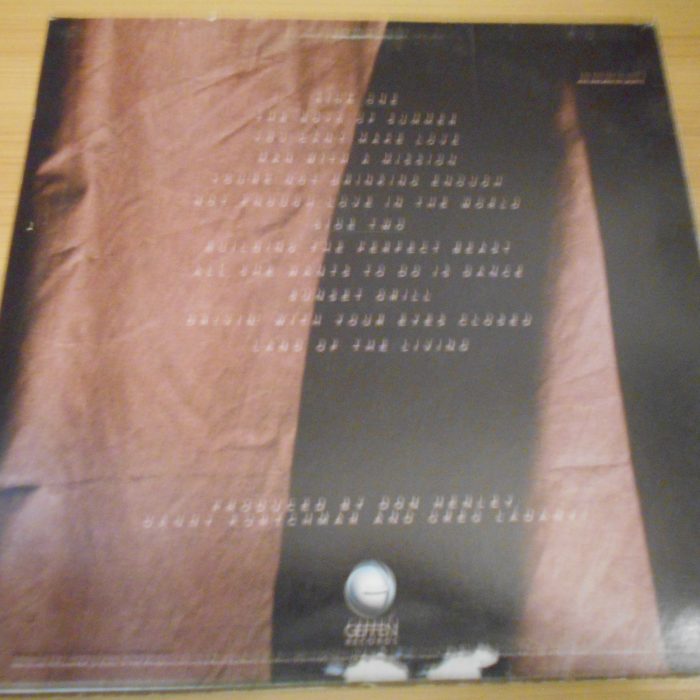 SIDE ONE
THE BOYS OF SUMMER
YOU CAN'T MAKE LOVE
MAN WITH A MISSION
YOU'RE NOT DRINKING ENOUGH
NOT ENOUGH LOVE IN THE WORLD
SIDE TWO
BUILDING THE PERFECT BEAST
ALL SHE WANTS TO DO IS DANCE
SUNSET GRILL
DRIVIN' WITH YOUR EYES CLOSED
LAND OF THE LIVING
PRODUCED BY DON HENLEY,
DANNY KORTCHMAR AND GREG LADANYI
GEFFEN
RECORDS